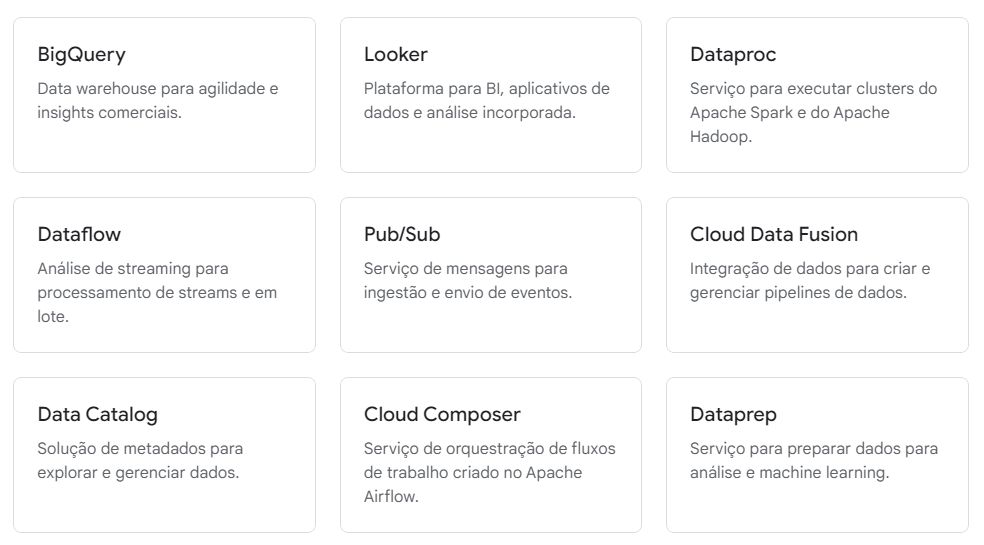 BigQuery
Data warehouse para agilidade e
insights comerciais.
Looker
Plataforma para BI, aplicativos de
dados e análise incorporada.
Dataproc
Serviço para executar clusters do
Apache Spark e do Apache
Hadoop.
Dataflow
Análise de streaming para
processamento de streams e em
lote.
Pub/Sub
Serviço de mensagens para
ingestão e envio de eventos.
Cloud Data Fusion
Integração de dados para criar e
gerenciar pipelines de dados.
Data Catalog
Solução de metadados para
explorar e gerenciar dados.
Cloud Composer
Serviço de orquestração de fluxos
de trabalho criado no Apache
Airflow.
Dataprep
Serviço para preparar dados para
análise e machine learning.